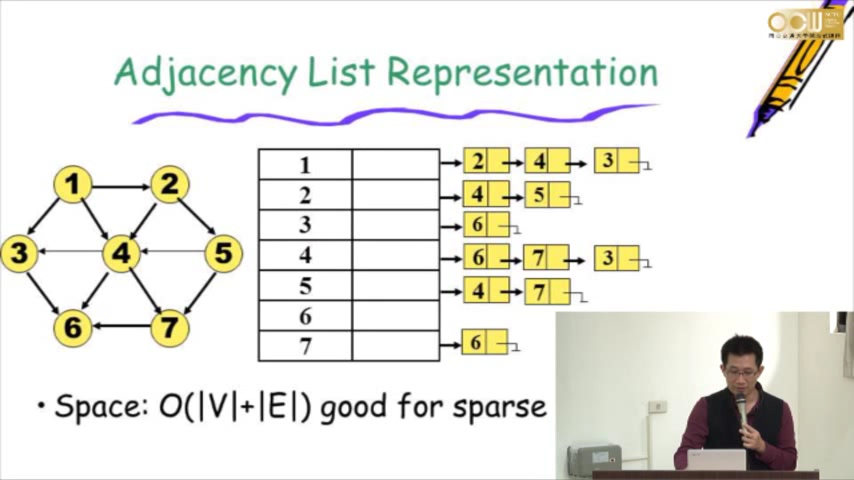 OCW
Adjacency List Representation
1 2 4 3
2 4 5
3 6
4 6 7 3
5 4 7
6
7 6
1 2
3 4 5
6 7
• Space: O(|V|+|E|) good for sparse